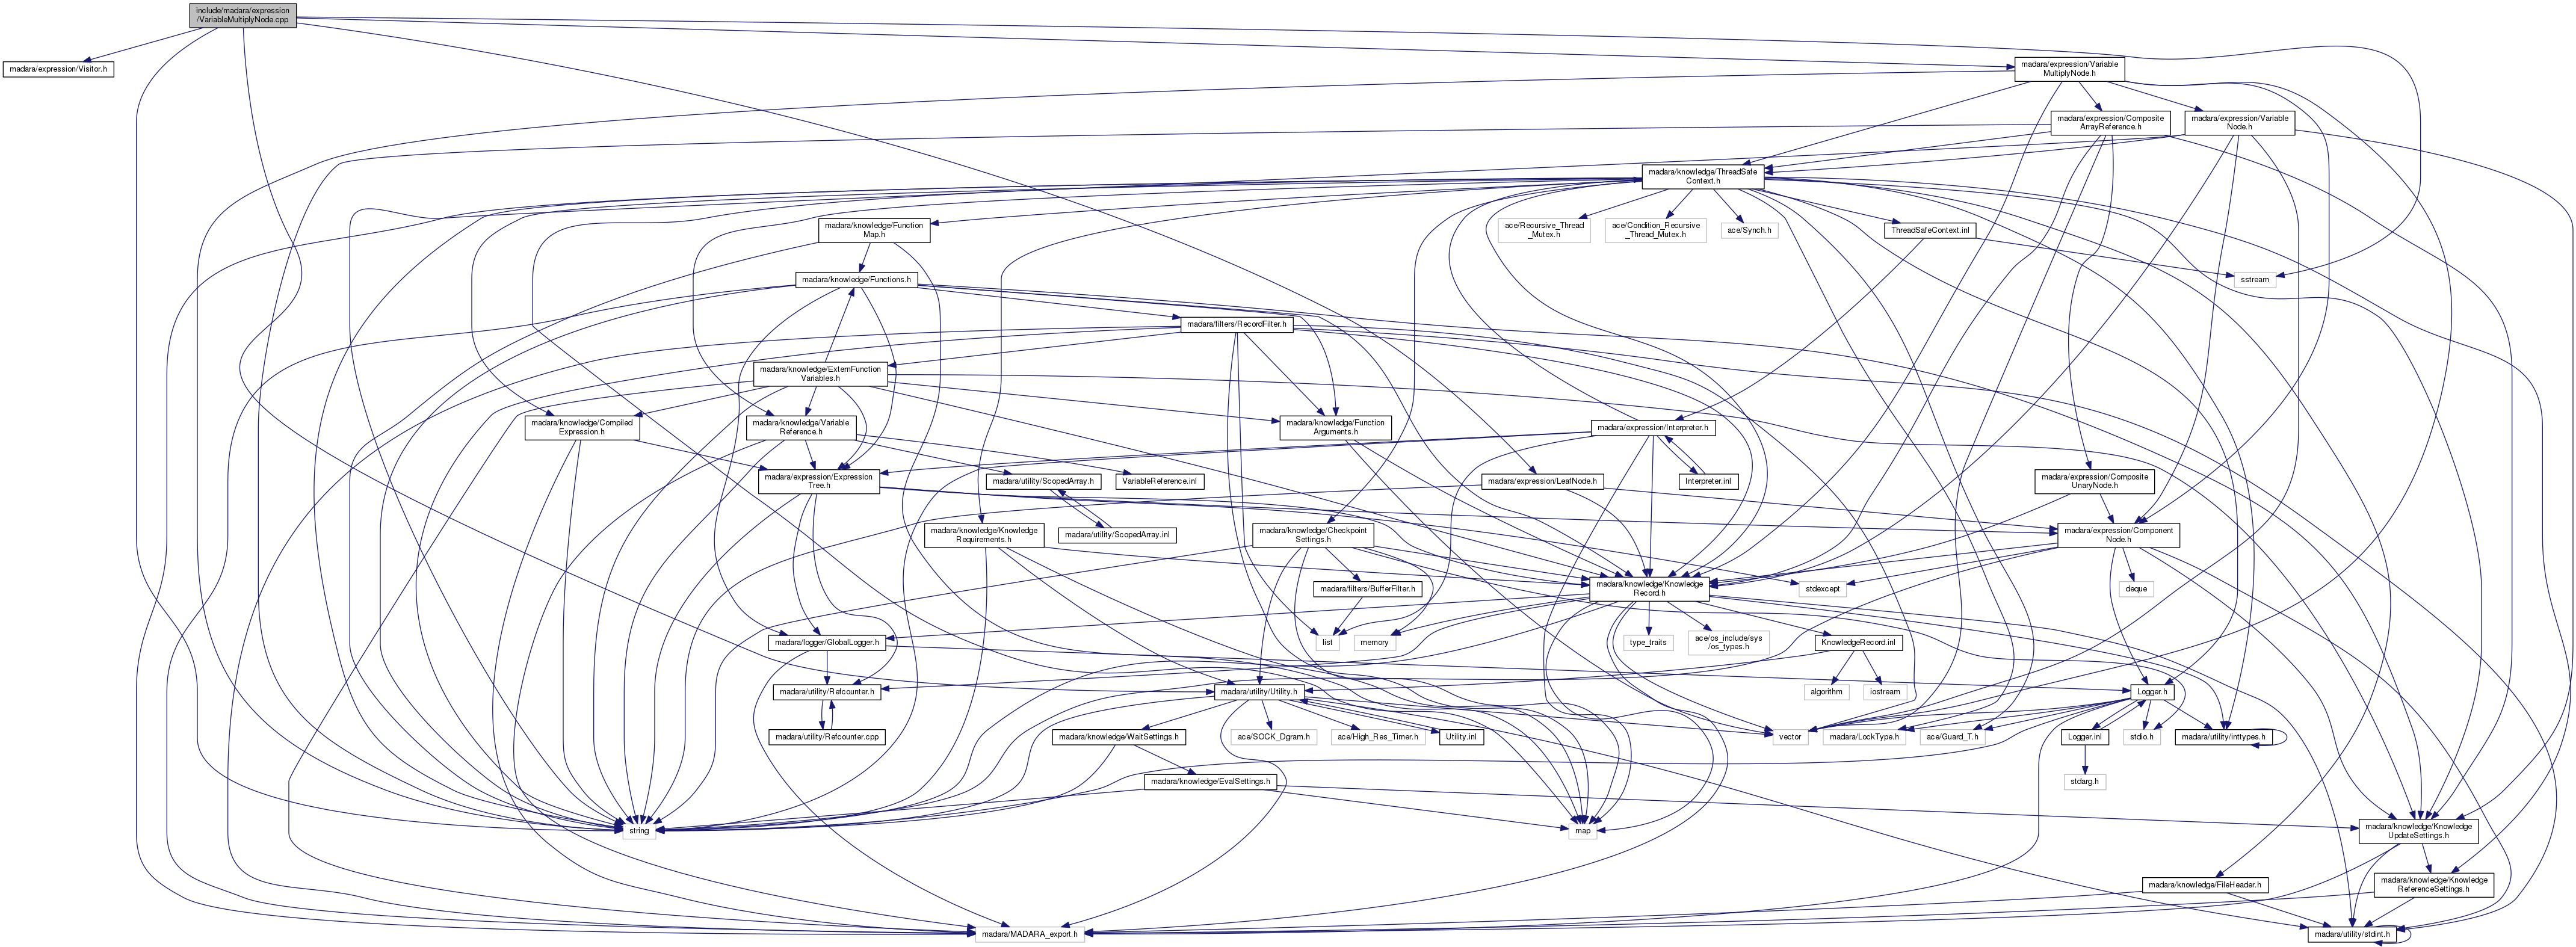 include/madara/expression
/VariableMultiplyNode.cpp
madara/expression/Visitor.h
madara/expression/Variable
MultiplyNode.h
madara/expression/Composite
ArrayReference.h
madara/expression/Variable
Node.h
madara/knowledge/ThreadSafe
Context.h
madara/knowledge/Function
Map.h
ace/Recursive_Thread
_Mutex.h
ace/Condition_Recursive
_Thread_Mutex.h
ace/Synch.h
ThreadSafeContext.inl
madara/knowledge/Functions.h
sstream
madara/filters/RecordFilter.h
madara/knowledge/ExternFunction
Variables.h
madara/knowledge/Compiled
Expression.h
madara/knowledge/Variable
Reference.h
madara/knowledge/Function
Arguments.h
madara/expression/Interpreter.h
madara/expression/Expression
Tree.h
madara/utility/ScopedArray.h
VariableReference.inl
madara/expression/LeafNode.h
Interpreter.inl
madara/expression/Composite
UnaryNode.h
madara/knowledge/Knowledge
Requirements.h
madara/utility/ScopedArray.inl
madara/knowledge/Checkpoint
Settings.h
madara/expression/Component
Node.h
madara/filters/BufferFilter.h
madara/knowledge/Knowledge
Record.h
stdexcept
deque
madara/logger/GlobalLogger.h
list
memory
type_traits
ace/os_include/sys
/os_types.h
KnowledgeRecord.inl
madara/utility/Refcounter.h
madara/utility/Utility.h
algorithm
iostream
Logger.h
madara/utility/Refcounter.cpp
madara/knowledge/WaitSettings.h
ace/SOCK_Dgram.h
ace/High_Res_Timer.h
Utility.inl
vector
madara/LockType.h
ace/Guard_T.h
Logger.inl
stdio.h
madara/utility/inttypes.h
madara/knowledge/EvalSettings.h
stdarg.h
string
map
madara/knowledge/Knowledge
UpdateSettings.h
madara/knowledge/FileHeader.h
madara/knowledge/Knowledge
ReferenceSettings.h
madara/MADARA_export.h
madara/utility/stdint.h